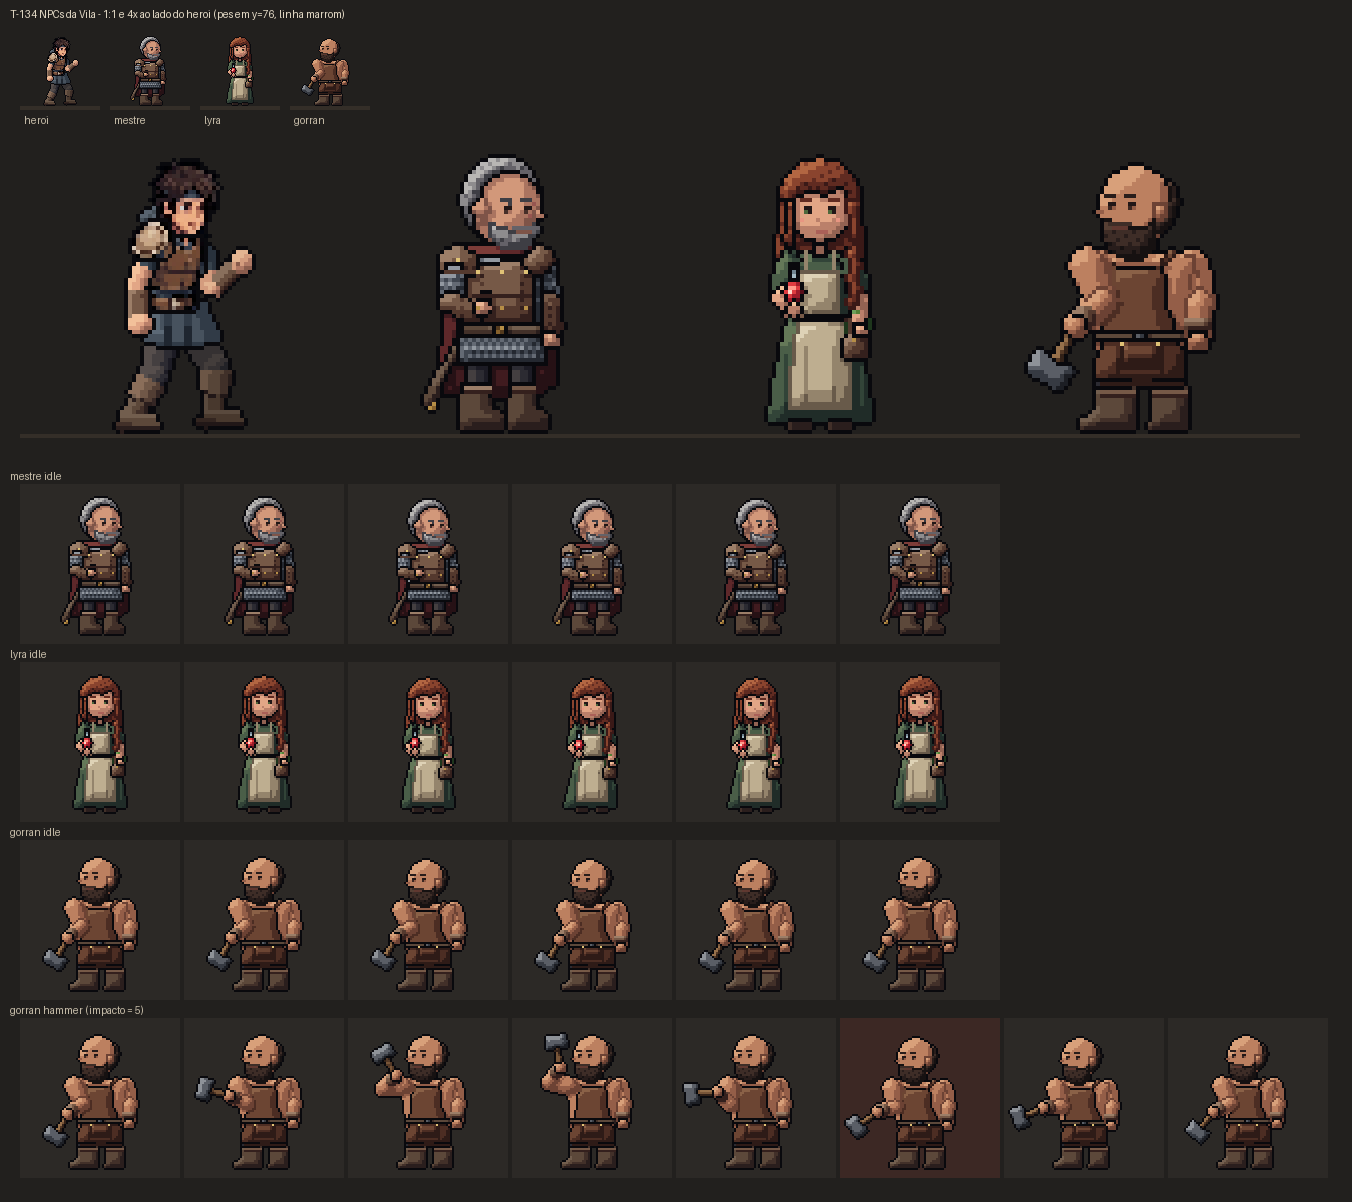 T-134 NPCs da Vila - 1:1 e 4x ao lado do heroi (pes em y=76, linha marrom)
heroi
mestre
lyra
gorran
mestre idle
lyra idle
gorran idle
gorran hammer (impacto = 5)